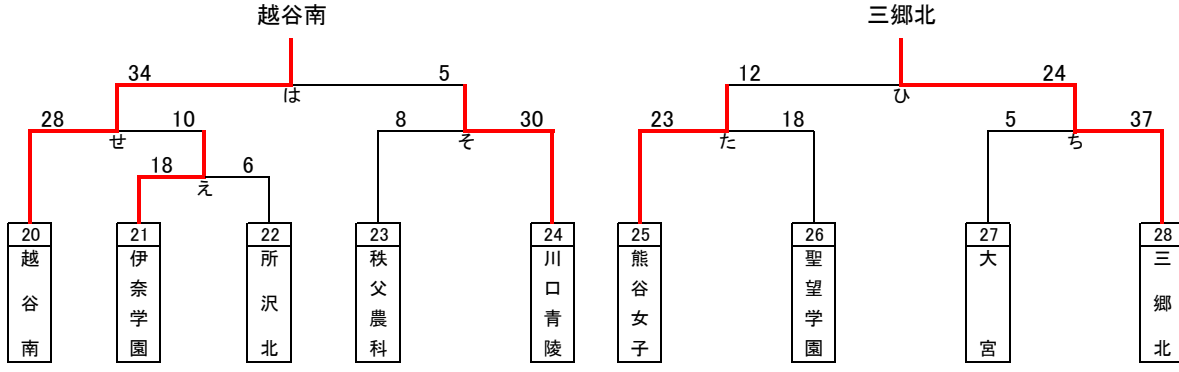 越谷南 三郷北
34 5 12 24
は ひ
28 10 8 30 23 18 5 37
せ そ た ち
18 6
え
20 21 22 23 24 25 26 27 28
越谷南
伊奈学園
所沢北
秩父農科
川口青陵
熊谷女子
聖望学園
大宮
三郷北